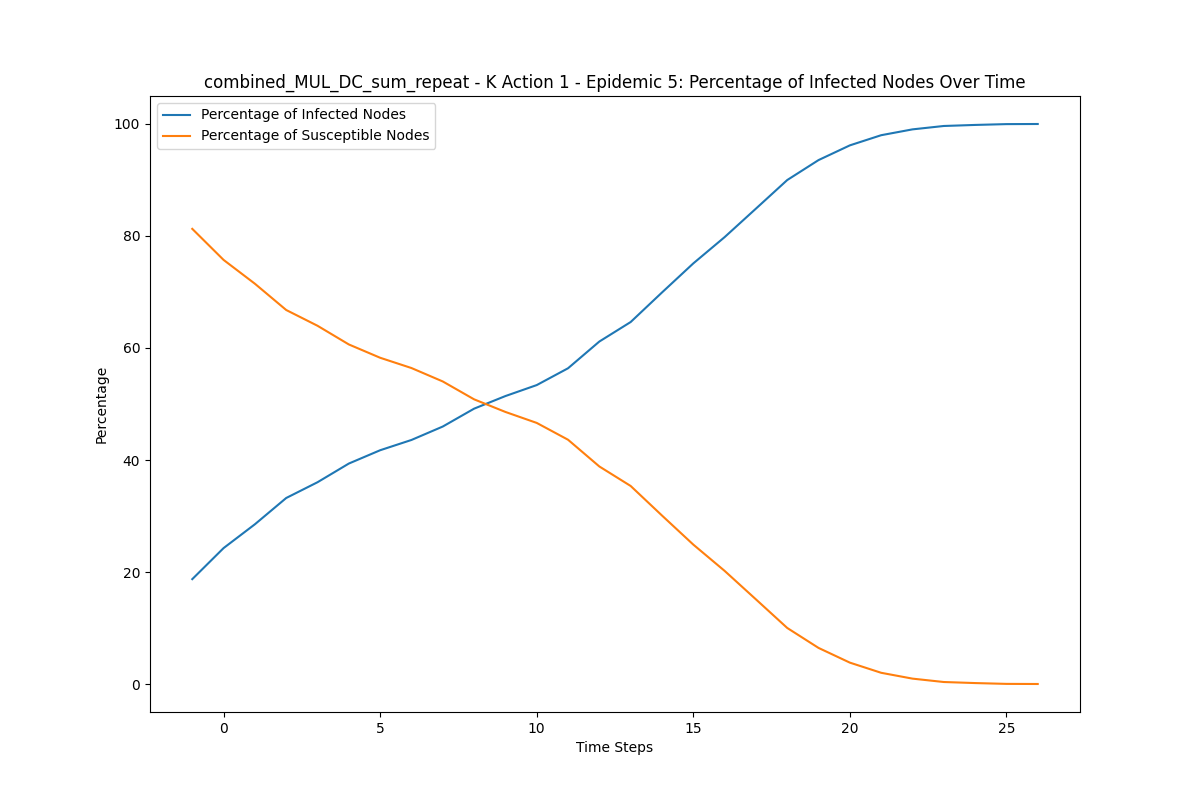 combined_MUL_DC_sum_repeat - K Action 1 - Epidemic 5: Percentage of Infected Nodes Over Time
Percentage of Infected Nodes
Percentage of Susceptible Nodes
100
80
60
40
20
0
Percentage
0 5 10 15 20 25
Time Steps